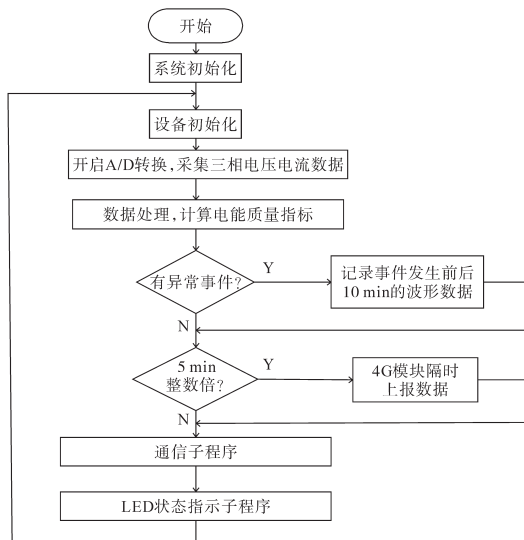 开始
系统初始化
设备初始化
开启A/D转换,采集三相电压电流数据
数据处理,计算电能质量指标
有异常事件?
Y
记录事件发生前后
10 min的波形数据
N
5 min
整数倍?
Y
4G模块隔时
上报数据
N
通信子程序
LED状态指示子程序